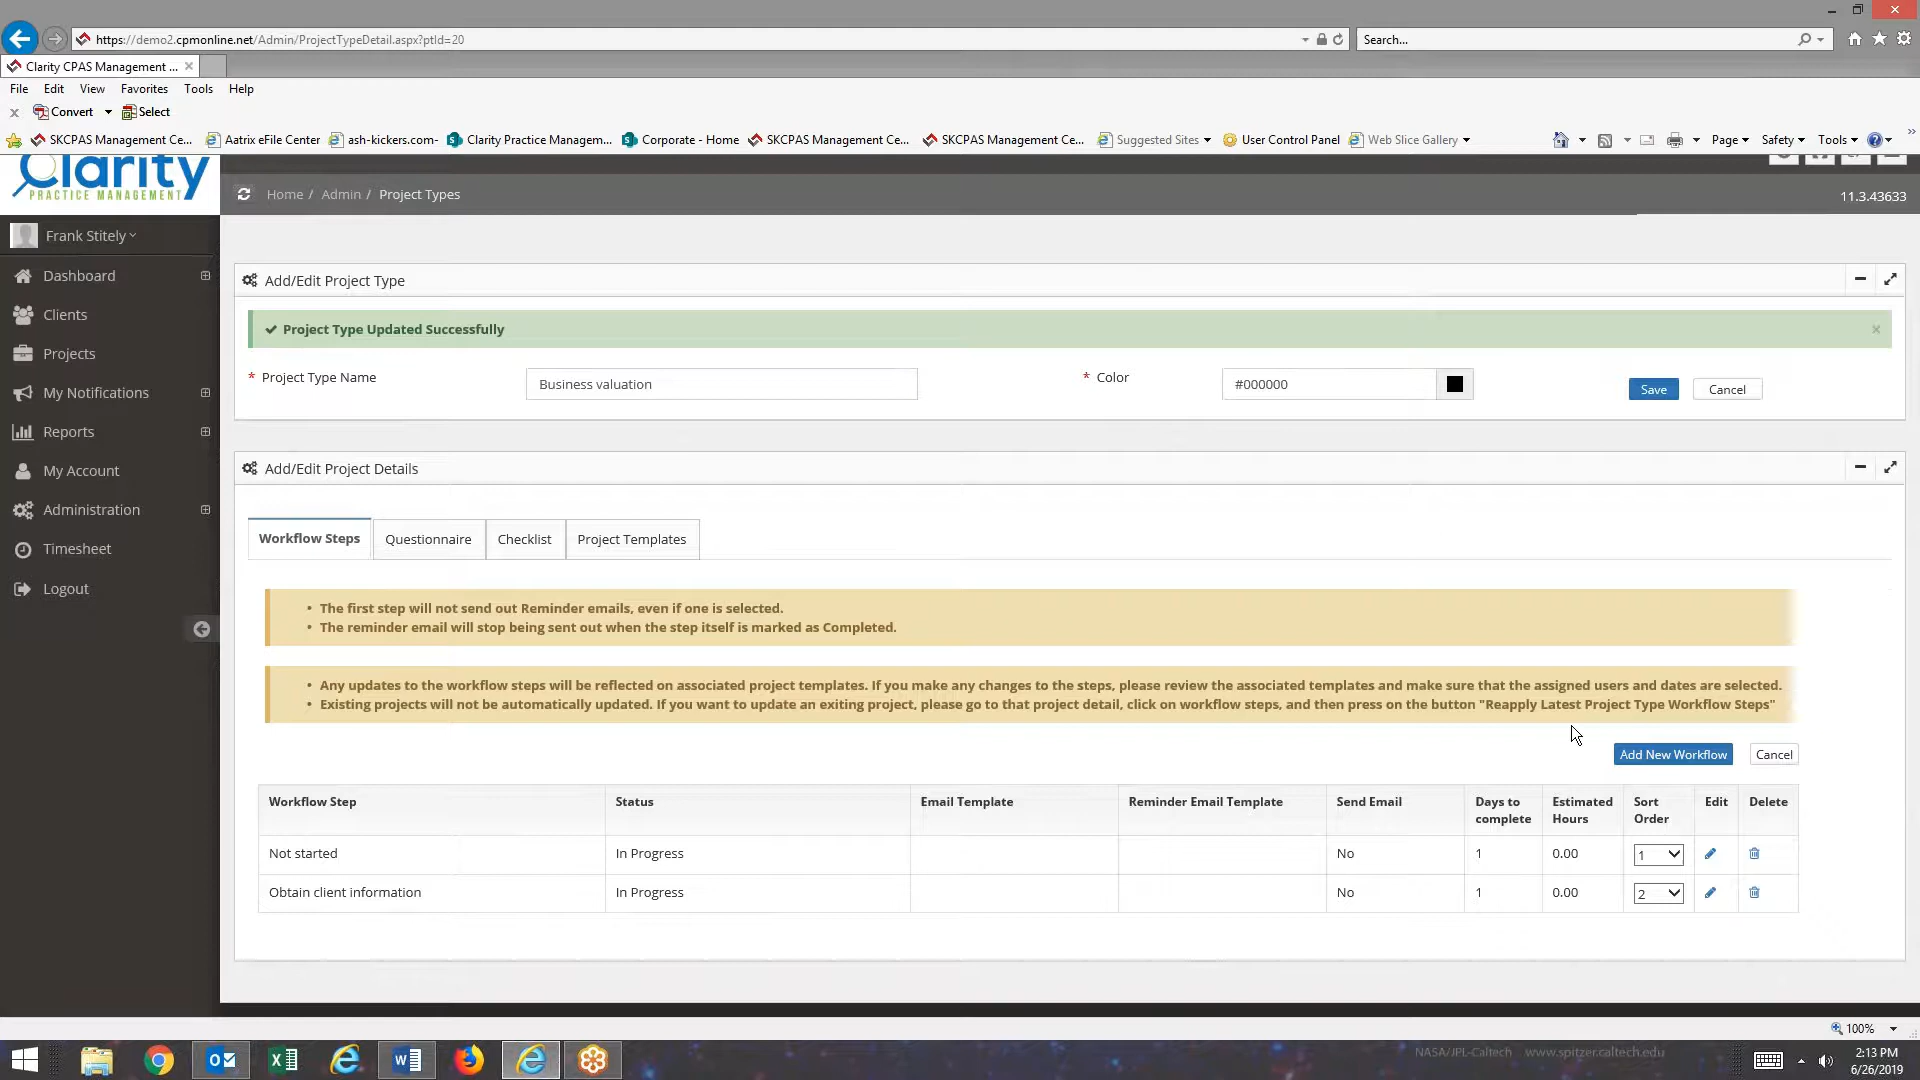 https://demo2.cpmonline.net/Admin/ProjectTypeDetail.aspx?ptId=20
Search...
Clarity CPAS Management ...
File Edit View Favorites Tools Help
Convert Select
SKCPAS Management Ce... Aatrix eFile Center ash-kickers.com- Clarity Practice Managem... Corporate - Home SKCPAS Management Ce... SKCPAS Management Ce... Suggested Sites User Control Panel Web Slice Gallery Page Safety Tools
Clarity
PRACTICE MANAGEMENT
Home / Admin / Project Types
11.3.43633
Frank Stitely
Dashboard
Clients
Projects
My Notifications
Reports
My Account
Administration
Timesheet
Logout
Add/Edit Project Type
Project Type Updated Successfully
* Project Type Name
Business valuation
* Color
#000000
Save
Cancel
Add/Edit Project Details
Workflow Steps
Questionnaire
Checklist
Project Templates
• The first step will not send out Reminder emails, even if one is selected.
• The reminder email will stop being sent out when the step itself is marked as Completed.
• Any updates to the workflow steps will be reflected on associated project templates. If you make any changes to the steps, please review the associated templates and make sure that the assigned users and dates are selected.
• Existing projects will not be automatically updated. If you want to update an exiting project, please go to that project detail, click on workflow steps, and then press on the button "Reapply Latest Project Type Workflow Steps"
Add New Workflow
Cancel
Workflow Step Status Email Template Reminder Email Template Send Email Days to complete Estimated Hours Sort Order Edit Delete
Not started In Progress No 1 0.00 1
Obtain client information In Progress No 1 0.00 2
100%
NASA/JPL-Caltech www.spitzer.caltech.edu
2:13 PM
6/26/2019